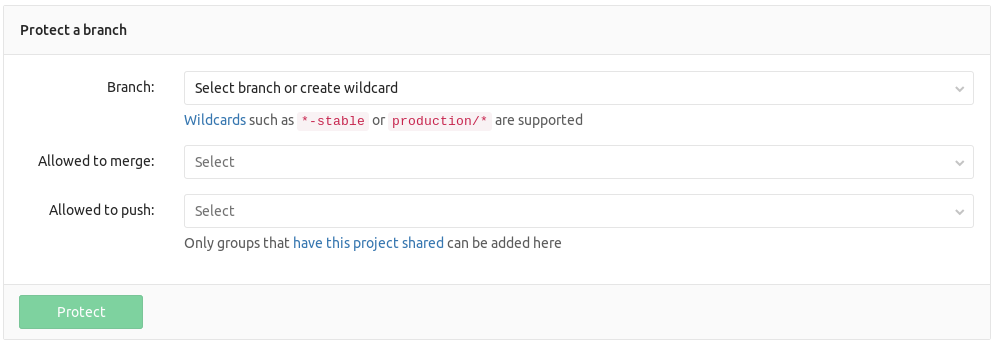 Protect a branch
Branch: Select branch or create wildcard
Wildcards such as *-stable or production/* are supported
Allowed to merge: Select
Allowed to push: Select
Only groups that have this project shared can be added here
Protect